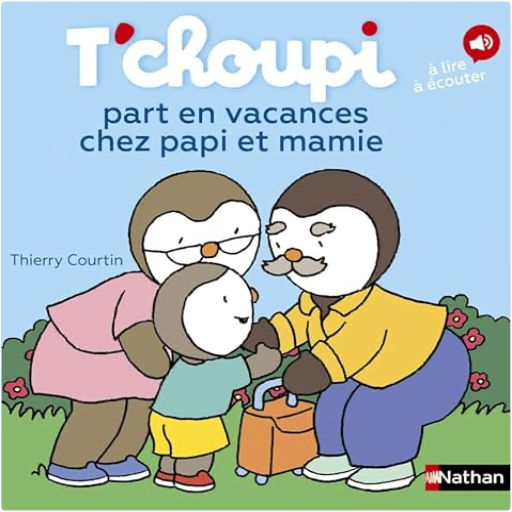 T'choupi
à lire
à écouter
part en vacances
chez papi et mamie
Thierry Courtin
Nathan